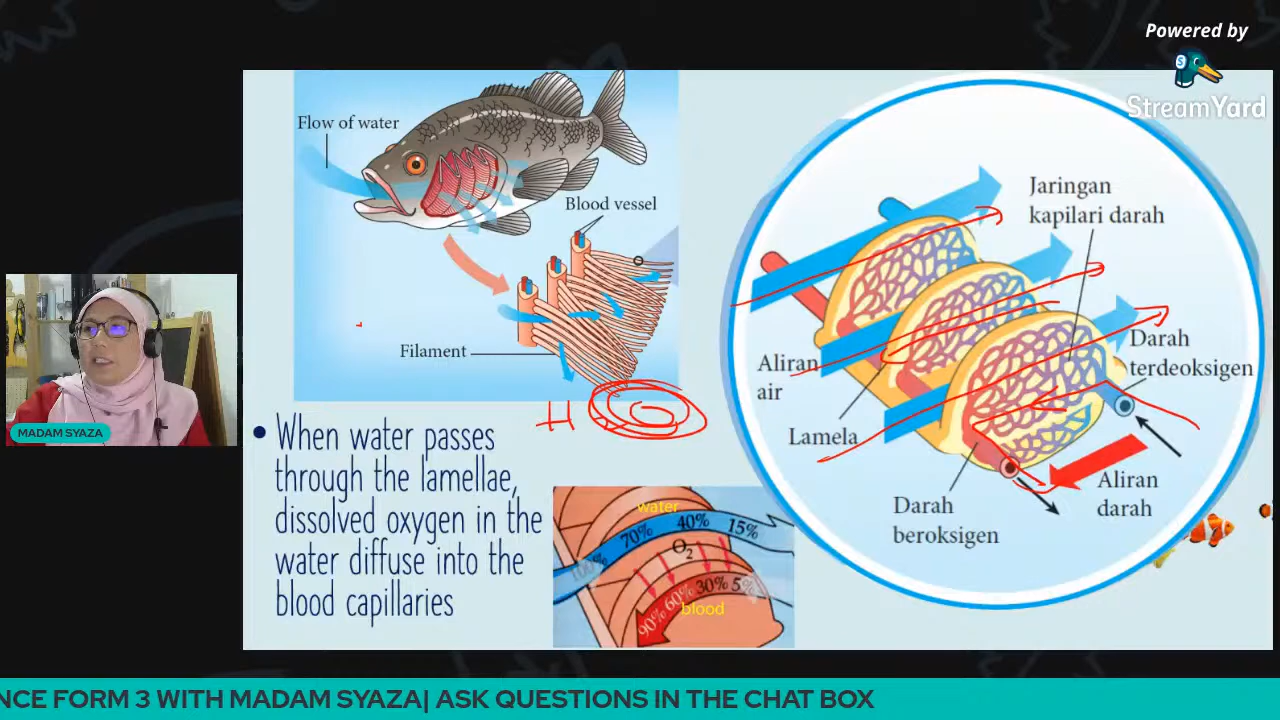 Powered by
StreamYard
Flow of water
Blood vessel
Filament
H
When water passes
through the lamellae,
dissolved oxygen in the
water diffuse into the
blood capillaries
water
100% 70% 40% 15%
O2
90% 60% 30% 5%
blood
Jaringan
kapilari darah
Darah
terdeoksigen
Aliran
air
Lamela
Aliran
darah
Darah
beroksigen
MADAM SYAZA
NCE FORM 3 WITH MADAM SYAZA| ASK QUESTIONS IN THE CHAT BOX